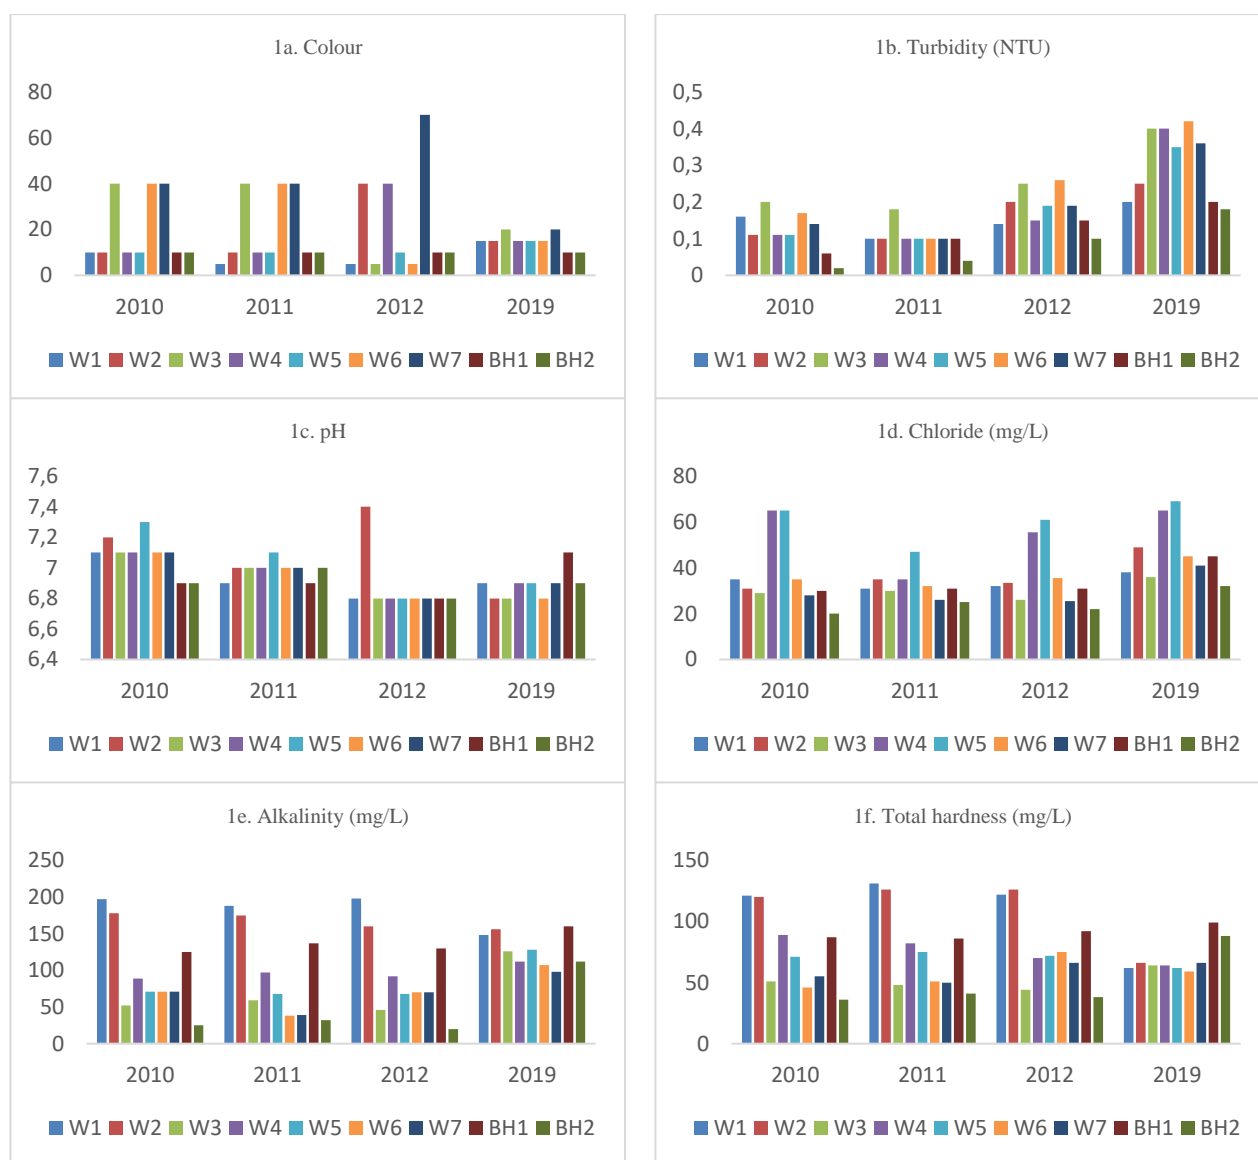 1a. Colour
80
60
40
20
0
2010 2011 2012 2019
W1 W2 W3 W4 W5 W6 W7 BH1 BH2
1b. Turbidity (NTU)
0,5
0,4
0,3
0,2
0,1
0
2010 2011 2012 2019
W1 W2 W3 W4 W5 W6 W7 BH1 BH2
1c. pH
7,6
7,4
7,2
7
6,8
6,6
6,4
2010 2011 2012 2019
W1 W2 W3 W4 W5 W6 W7 BH1 BH2
1d. Chloride (mg/L)
80
60
40
20
0
2010 2011 2012 2019
W1 W2 W3 W4 W5 W6 W7 BH1 BH2
1e. Alkalinity (mg/L)
250
200
150
100
50
0
2010 2011 2012 2019
W1 W2 W3 W4 W5 W6 W7 BH1 BH2
1f. Total hardness (mg/L)
150
100
50
0
2010 2011 2012 2019
W1 W2 W3 W4 W5 W6 W7 BH1 BH2